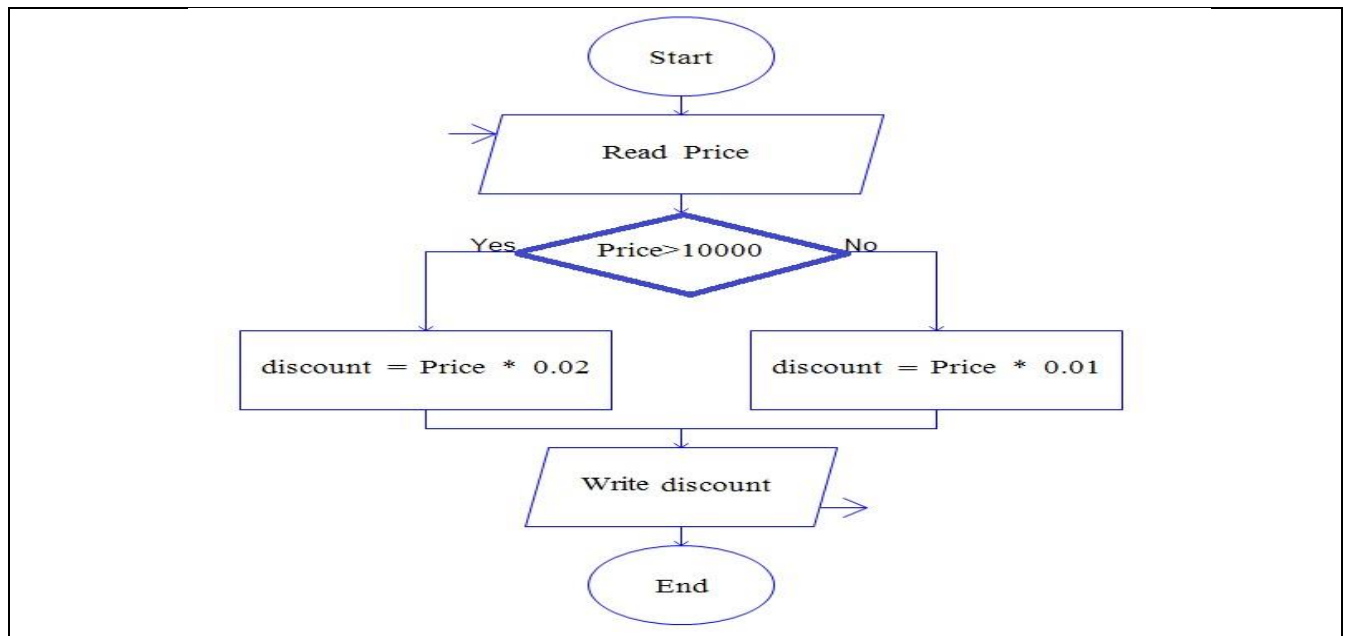 Start
Read Price
Yes
Price>10000
No
discount = Price * 0.02
discount = Price * 0.01
Write discount
End